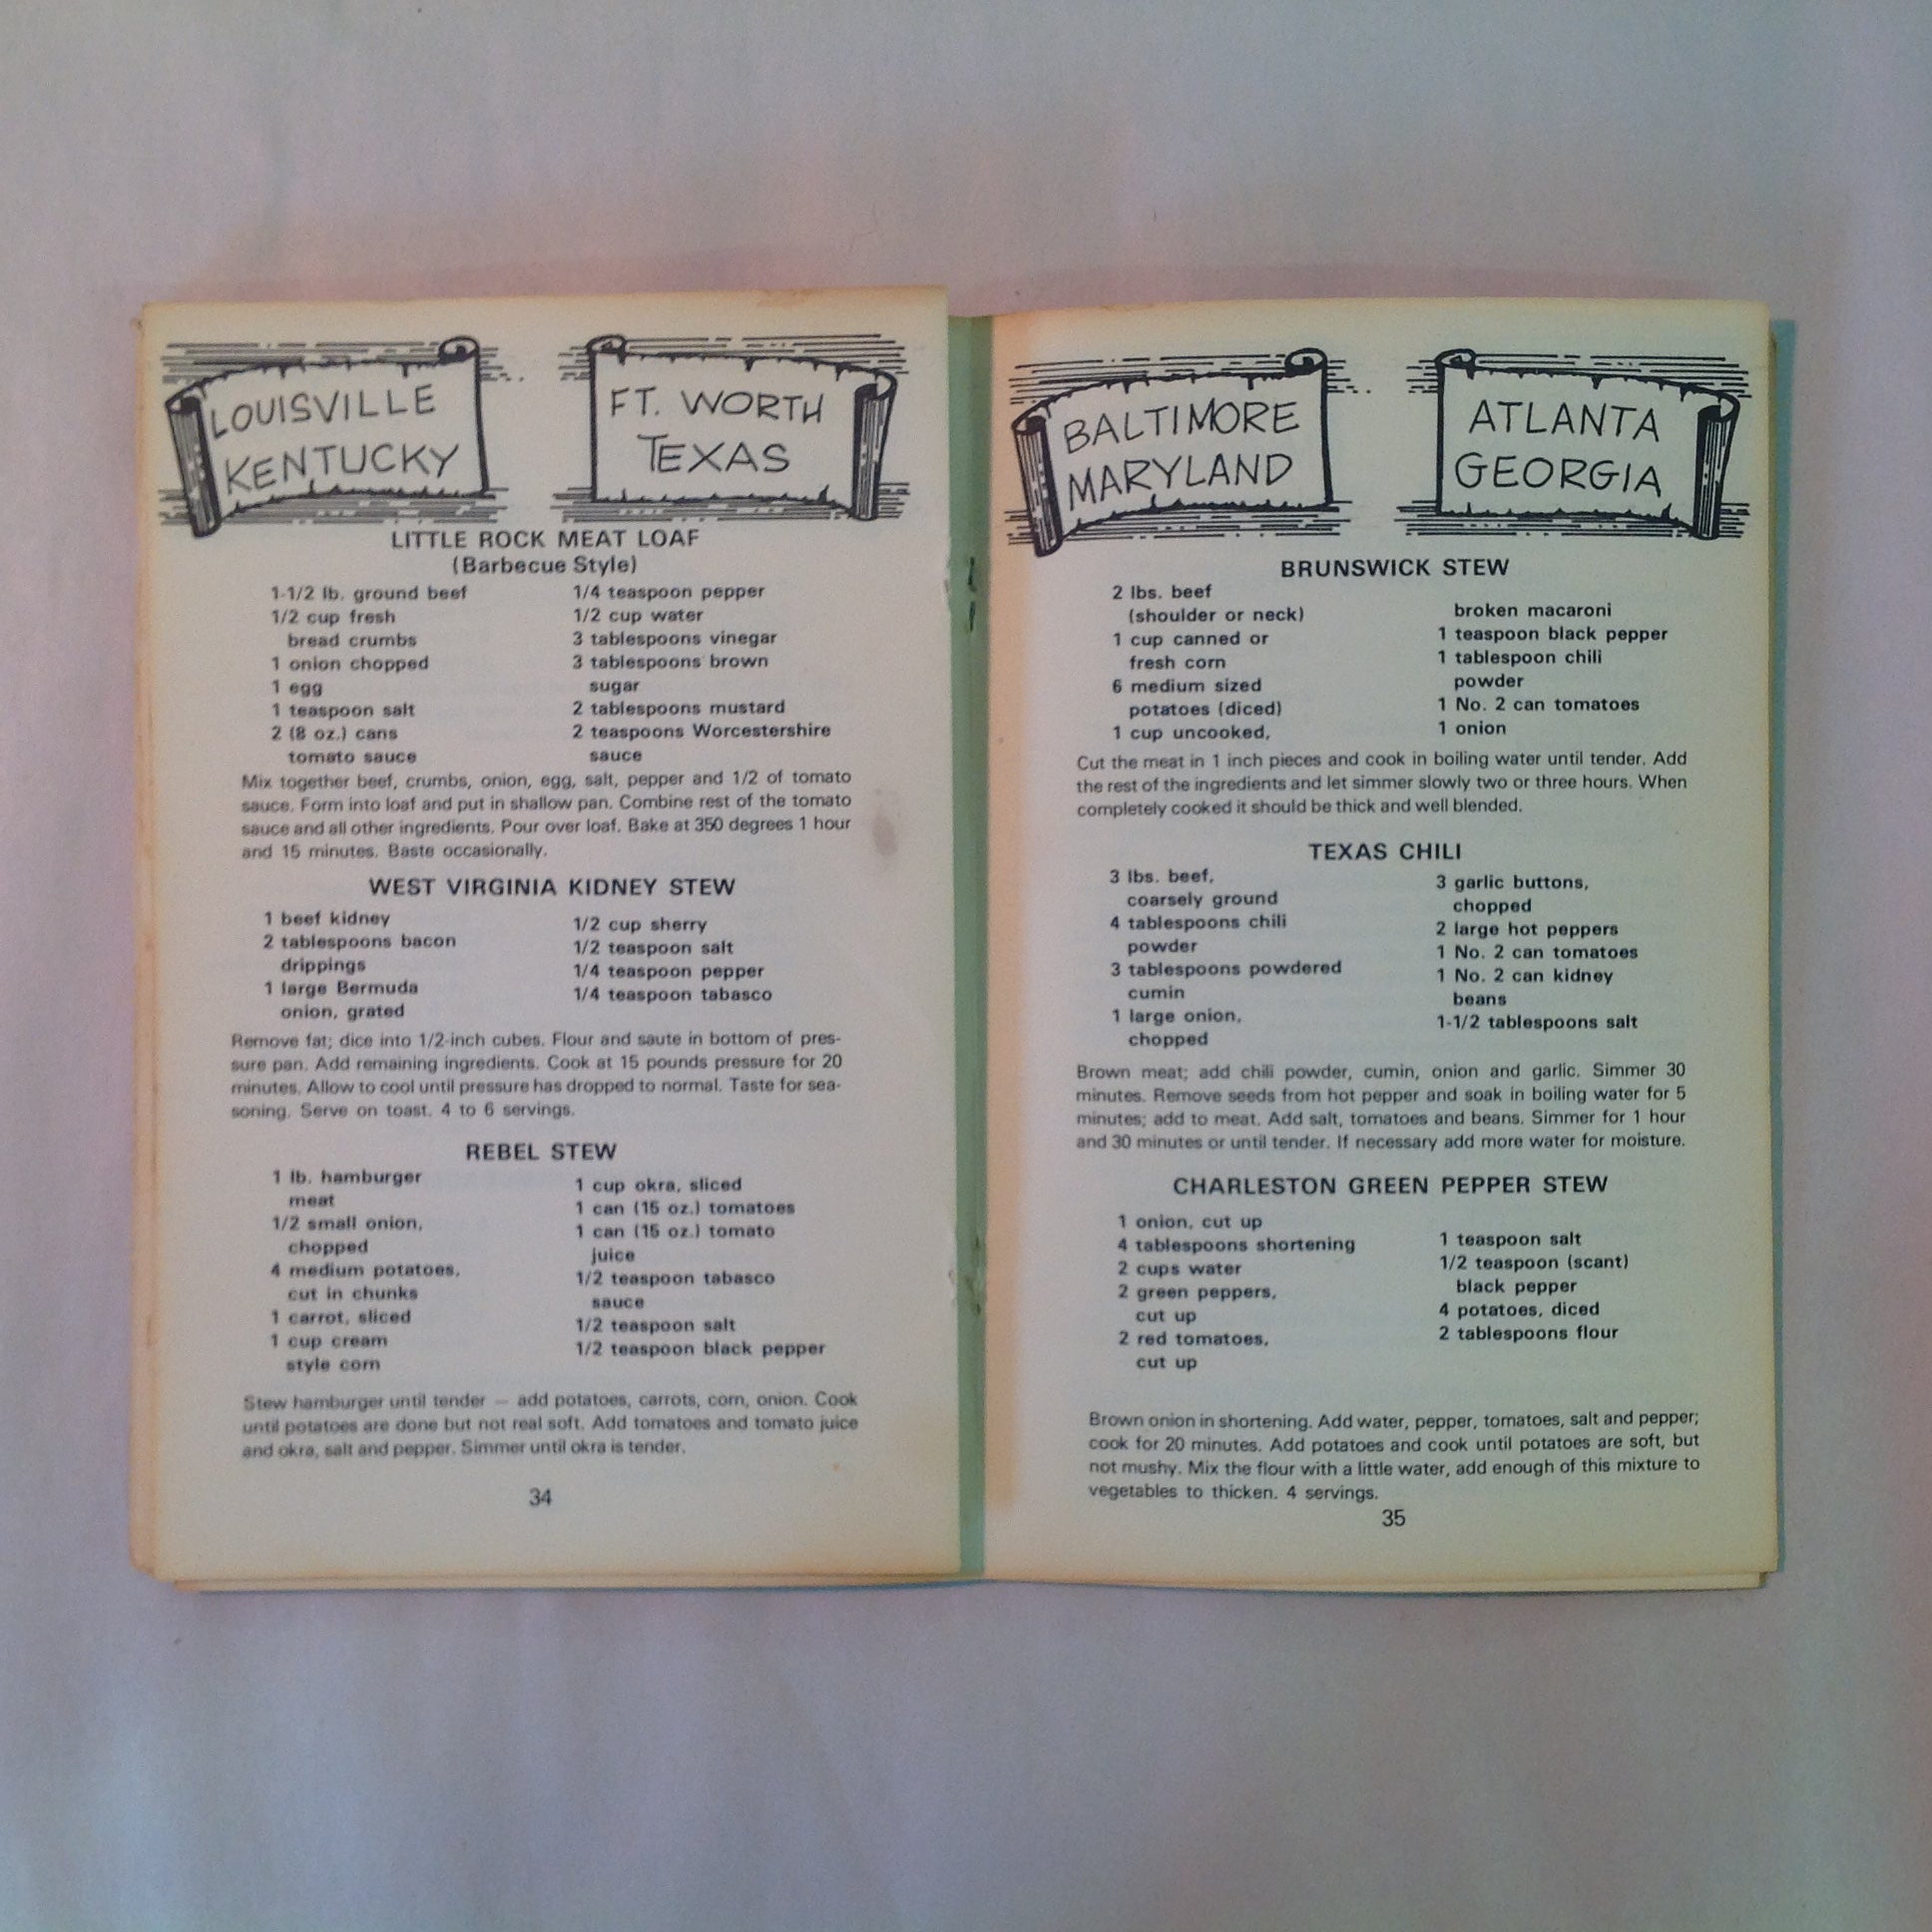 LOUISVILLE
KENTUCKY
FT. WORTH
TEXAS
LITTLE ROCK MEAT LOAF
(Barbecue Style)
1-1/2 lb. ground beef
1/2 cup fresh
bread crumbs
1 onion chopped
1 egg
1 teaspoon salt
2 (8 oz.) cans
tomato sauce
1/4 teaspoon pepper
1/2 cup water
3 tablespoons vinegar
3 tablespoons brown
sugar
2 tablespoons mustard
2 teaspoons Worcestershire
sauce
Mix together beef, crumbs, onion, egg, salt, pepper and 1/2 of tomato
sauce. Form into loaf and put in shallow pan. Combine rest of the tomato
sauce and all other ingredients. Pour over loaf. Bake at 350 degrees 1 hour
and 15 minutes. Baste occasionally.
WEST VIRGINIA KIDNEY STEW
1 beef kidney
2 tablespoons bacon
drippings
1 large Bermuda
onion, grated
1/2 cup sherry
1/2 teaspoon salt
1/4 teaspoon pepper
1/4 teaspoon tabasco
Remove fat; dice into 1/2-inch cubes. Flour and saute in bottom of pres-
sure pan. Add remaining ingredients. Cook at 15 pounds pressure for 20
minutes. Allow to cool until pressure has dropped to normal. Taste for sea-
soning. Serve on toast. 4 to 6 servings.
REBEL STEW
1 lb. hamburger
meat
1/2 small onion,
chopped
4 medium potatoes,
cut in chunks
1 carrot, sliced
1 cup cream
style corn
1 cup okra, sliced
1 can (15 oz.) tomatoes
1 can (15 oz.) tomato
juice
1/2 teaspoon tabasco
sauce
1/2 teaspoon salt
1/2 teaspoon black pepper
Stew hamburger until tender — add potatoes, carrots, corn, onion. Cook
until potatoes are done but not real soft. Add tomatoes and tomato juice
and okra, salt and pepper. Simmer until okra is tender.
34
BALTIMORE
MARYLAND
ATLANTA
GEORGIA
BRUNSWICK STEW
2 lbs. beef
(shoulder or neck)
1 cup canned or
fresh corn
6 medium sized
potatoes (diced)
1 cup uncooked,
broken macaroni
1 teaspoon black pepper
1 tablespoon chili
powder
1 No. 2 can tomatoes
1 onion
Cut the meat in 1 inch pieces and cook in boiling water until tender. Add
the rest of the ingredients and let simmer slowly two or three hours. When
completely cooked it should be thick and well blended.
TEXAS CHILI
3 lbs. beef,
coarsely ground
4 tablespoons chili
powder
3 tablespoons powdered
cumin
1 large onion,
chopped
3 garlic buttons,
chopped
2 large hot peppers
1 No. 2 can tomatoes
1 No. 2 can kidney
beans
1-1/2 tablespoons salt
Brown meat; add chili powder, cumin, onion and garlic. Simmer 30
minutes. Remove seeds from hot pepper and soak in boiling water for 5
minutes; add to meat. Add salt, tomatoes and beans. Simmer for 1 hour
and 30 minutes or until tender. If necessary add more water for moisture.
CHARLESTON GREEN PEPPER STEW
1 onion, cut up
4 tablespoons shortening
2 cups water
2 green peppers,
cut up
2 red tomatoes,
cut up
1 teaspoon salt
1/2 teaspoon (scant)
black pepper
4 potatoes, diced
2 tablespoons flour
Brown onion in shortening. Add water, pepper, tomatoes, salt and pepper;
cook for 20 minutes. Add potatoes and cook until potatoes are soft, but
not mushy. Mix the flour with a little water, add enough of this mixture to
vegetables to thicken. 4 servings.
35